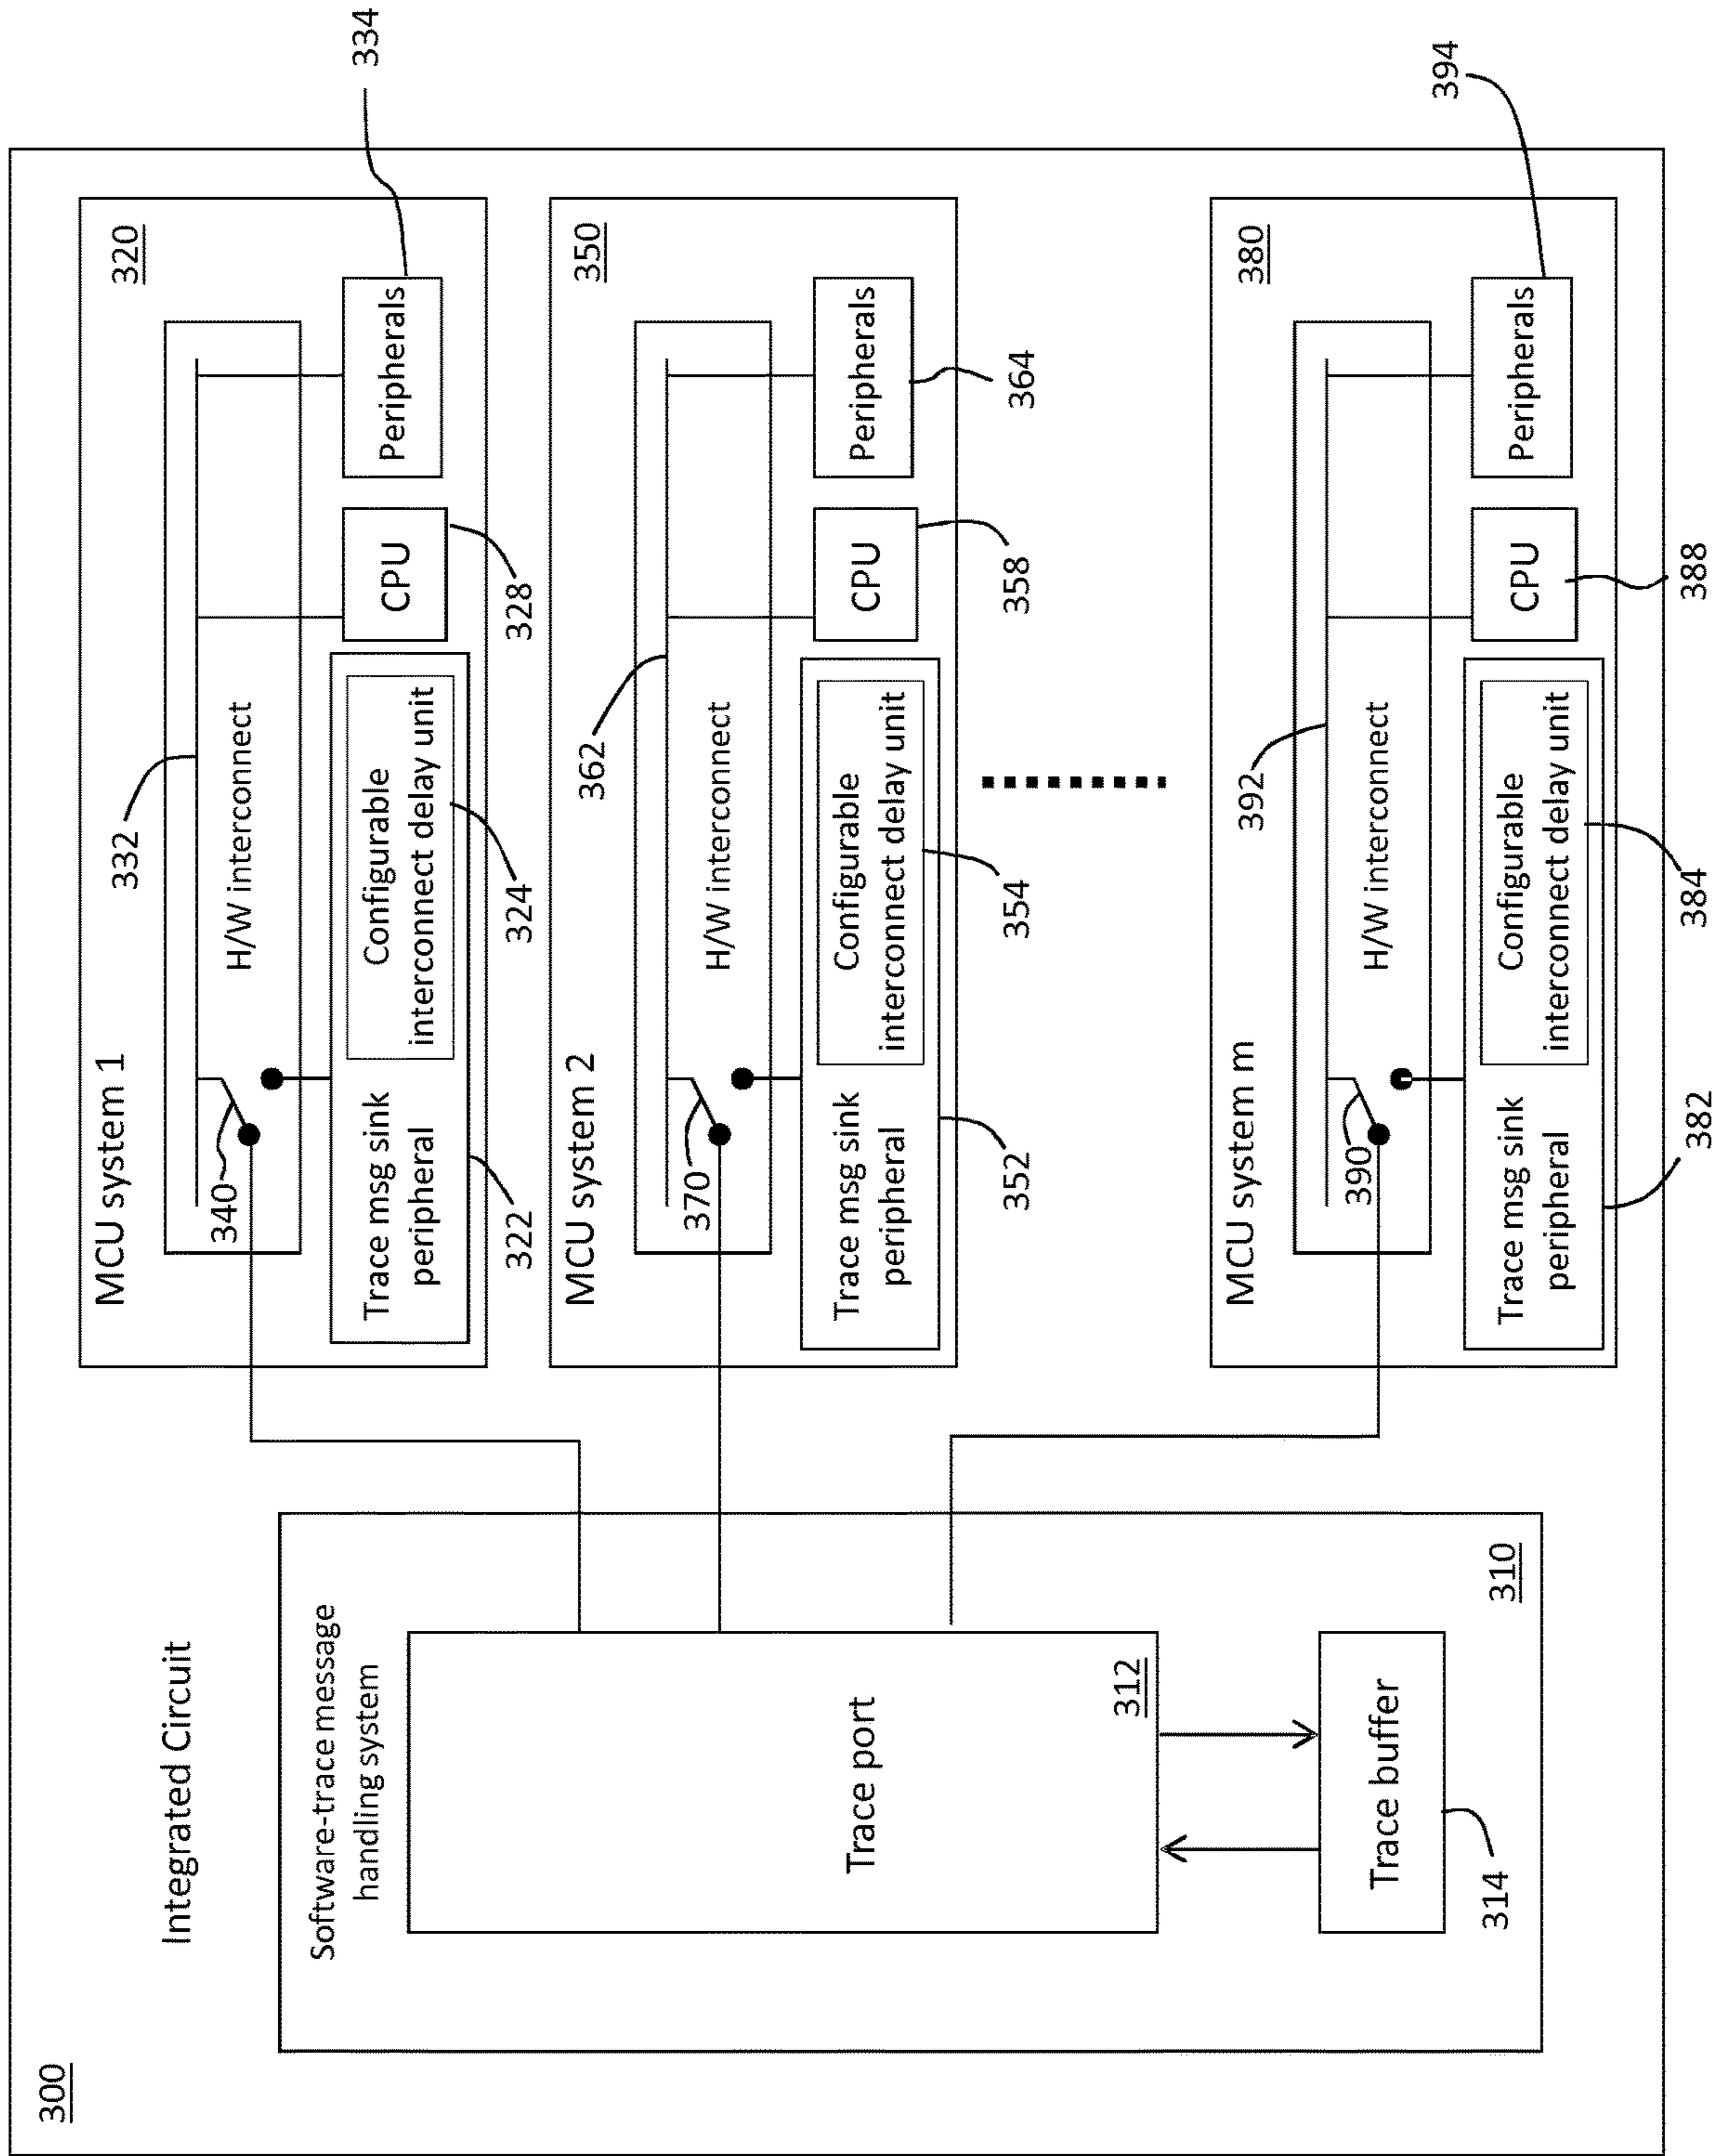 300
Integrated Circuit
Software-trace message
handling system
Trace port
312
Trace buffer
314
310
MCU system 1
320
332
340
H/W interconnect
Trace msg sink
peripheral
Configurable
interconnect delay unit
CPU
Peripherals
322
324
328
334
MCU system 2
350
362
370
H/W interconnect
Trace msg sink
peripheral
Configurable
interconnect delay unit
CPU
Peripherals
352
354
358
364
MCU system m
380
392
390
H/W interconnect
Trace msg sink
peripheral
Configurable
interconnect delay unit
CPU
Peripherals
382
384
388
394